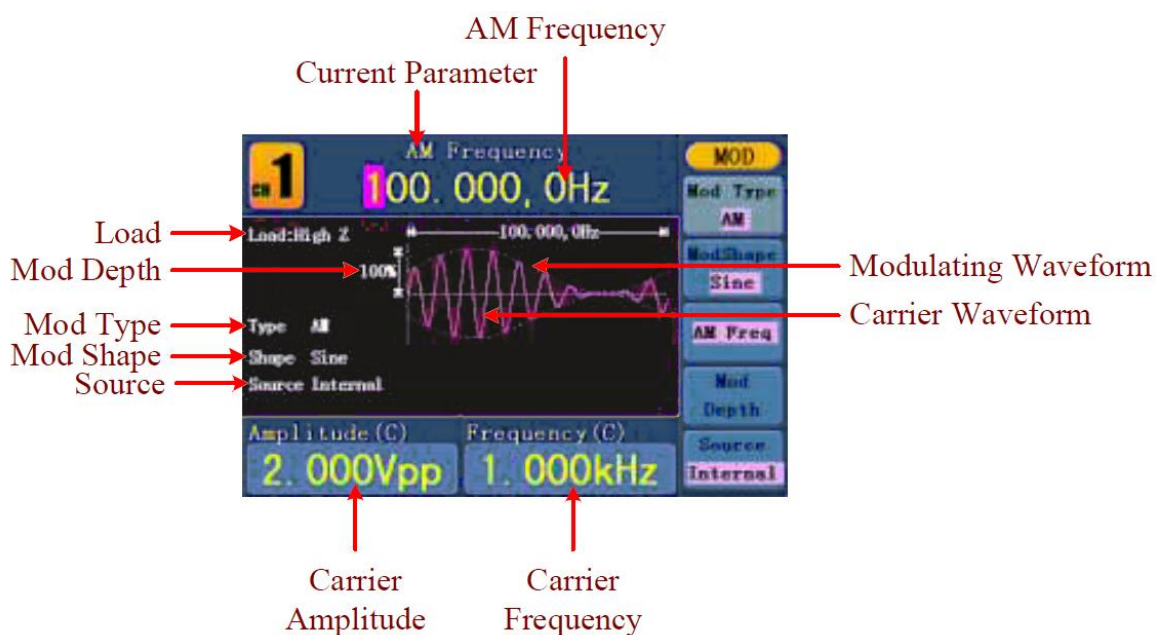 AM Frequency
Current Parameter
AM Frequency
CH 1
100.000,0Hz
MOD
Mod Type
AM
Load
Load:High Z
100.000,0Hz
Mod Depth
100%
ModShape
Sine
Modulating Waveform
Carrier Waveform
Mod Type
Type AM
AM Freq
Mod Shape
Shape Sine
Source
Source Internal
Mod
Depth
Amplitude(C)
Frequency(C)
2.000Vpp
1.000kHz
Source
Internal
Carrier
Amplitude
Carrier
Frequency